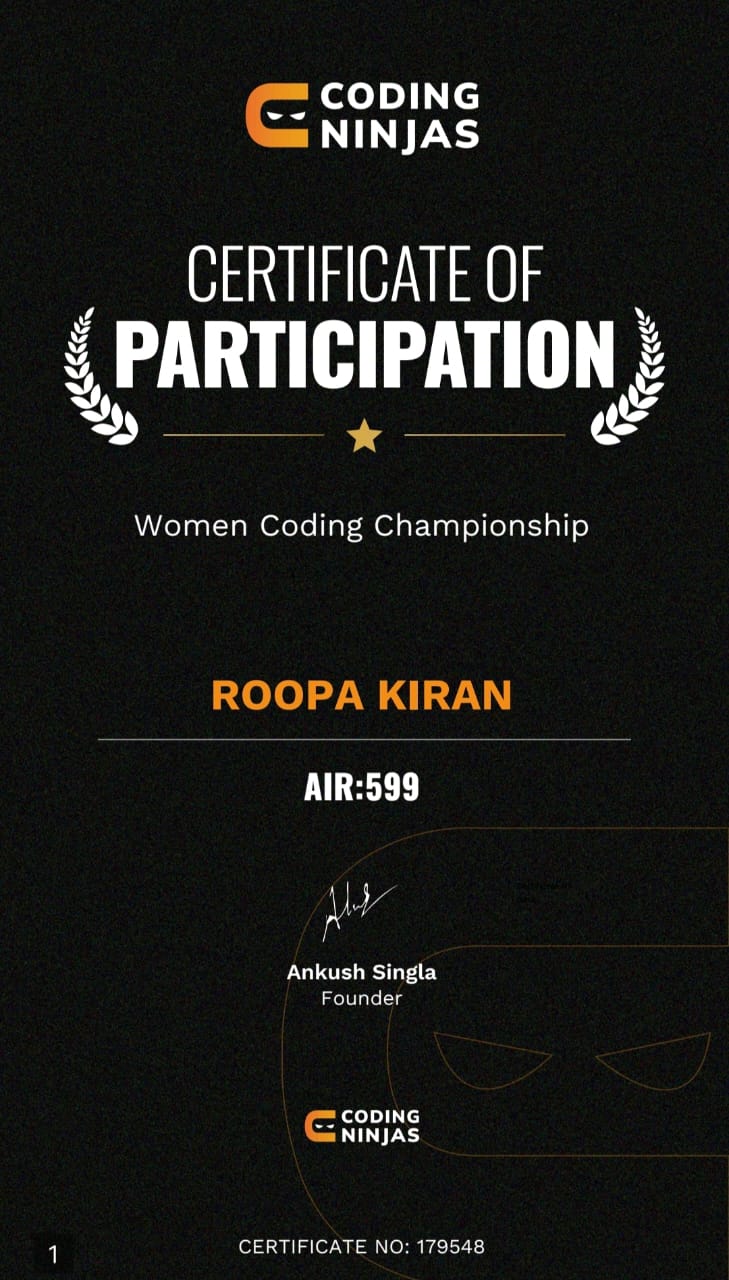 CODING
NINJAS
CERTIFICATE OF
PARTICIPATION
Women Coding Championship
ROOPA KIRAN
AIR:599
Ankush Singla
Founder
CODING
NINJAS
CERTIFICATE NO: 179548
1